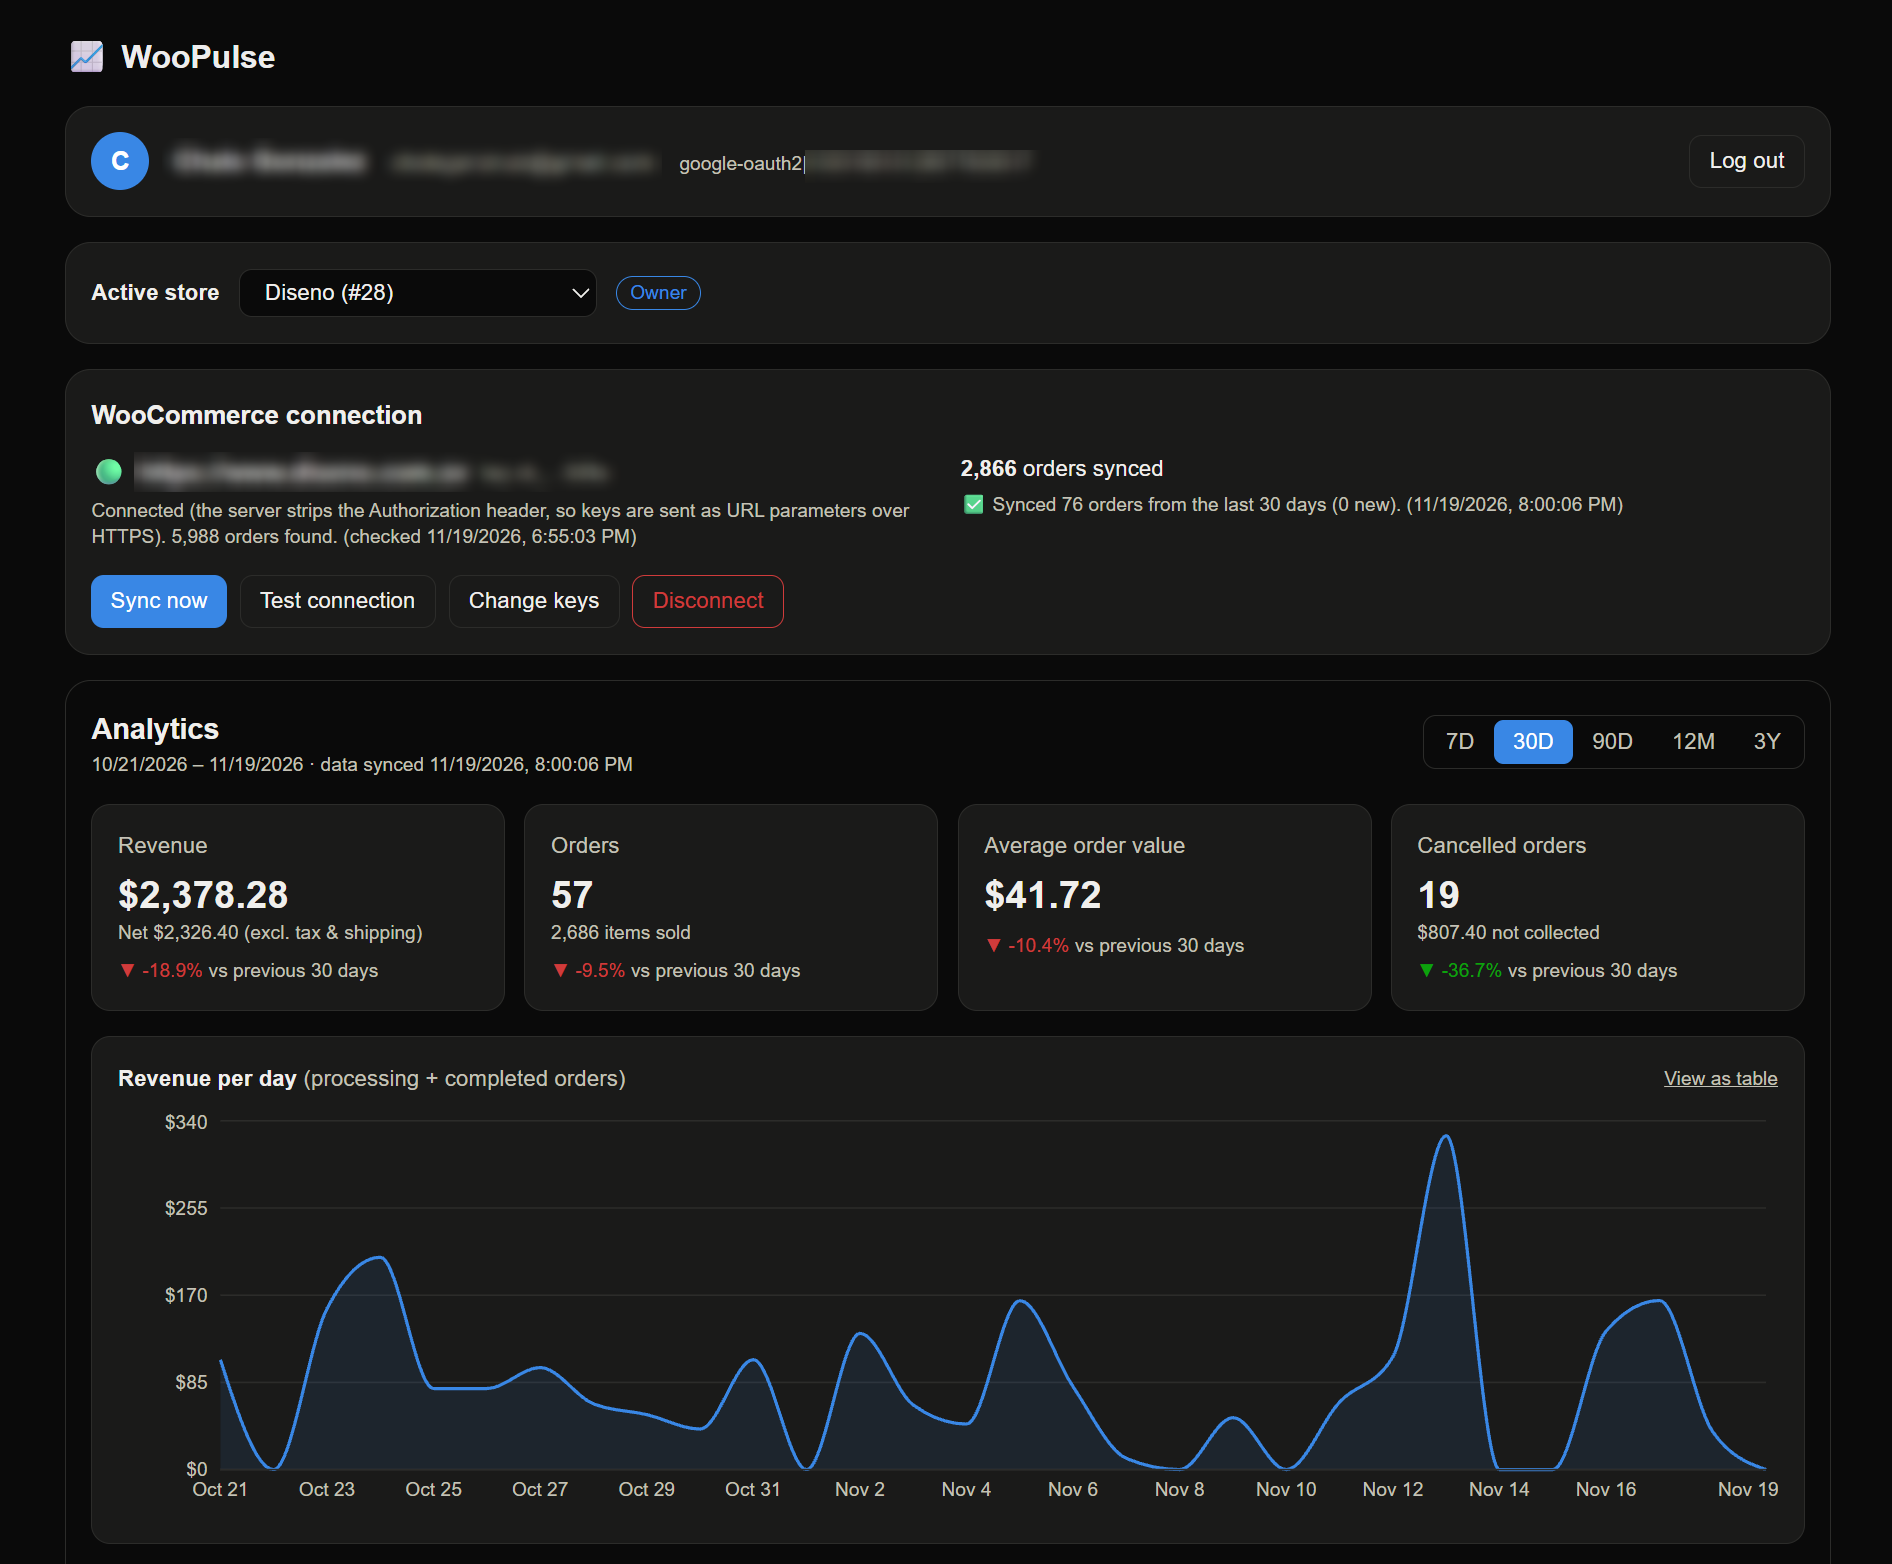 WooPulse
C
google-oauth2|
Log out
Active store
Diseno (#28)
Owner
WooCommerce connection
Connected (the server strips the Authorization header, so keys are sent as URL parameters over
HTTPS). 5,988 orders found. (checked 11/19/2026, 6:55:03 PM)
2,866 orders synced
Synced 76 orders from the last 30 days (0 new). (11/19/2026, 8:00:06 PM)
Sync now
Test connection
Change keys
Disconnect
Analytics
10/21/2026 – 11/19/2026 · data synced 11/19/2026, 8:00:06 PM
7D
30D
90D
12M
3Y
Revenue
$2,378.28
Net $2,326.40 (excl. tax & shipping)
▼ -18.9% vs previous 30 days
Orders
57
2,686 items sold
▼ -9.5% vs previous 30 days
Average order value
$41.72
▼ -10.4% vs previous 30 days
Cancelled orders
19
$807.40 not collected
▼ -36.7% vs previous 30 days
Revenue per day (processing + completed orders)
View as table
$340
$255
$170
$85
$0
Oct 21
Oct 23
Oct 25
Oct 27
Oct 29
Oct 31
Nov 2
Nov 4
Nov 6
Nov 8
Nov 10
Nov 12
Nov 14
Nov 16
Nov 19